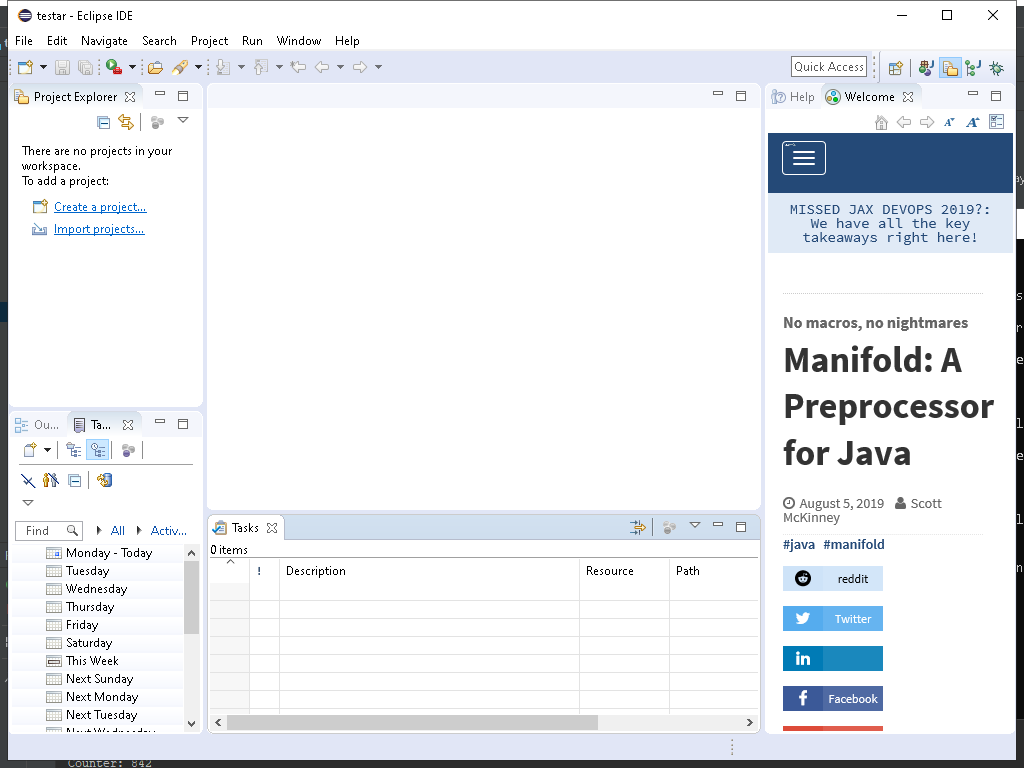 testar - Eclipse IDE
File Edit Navigate Search Project Run Window Help
Quick Access
Project Explorer
There are no projects in your
workspace.
To add a project:
Create a project...
Import projects...
Ou...
Ta...
Find
All
Activ...
Monday - Today
Tuesday
Wednesday
Thursday
Friday
Saturday
This Week
Next Sunday
Next Monday
Next Tuesday
Next Wednesday
Tasks
0 items
! Description Resource Path
Help
Welcome
MISSED JAX DEVOPS 2019?:
We have all the key
takeaways right here!
No macros, no nightmares
Manifold: A
Preprocessor
for Java
August 5, 2019 Scott
McKinney
#java #manifold
reddit
Twitter
in
Facebook
Counter: 842